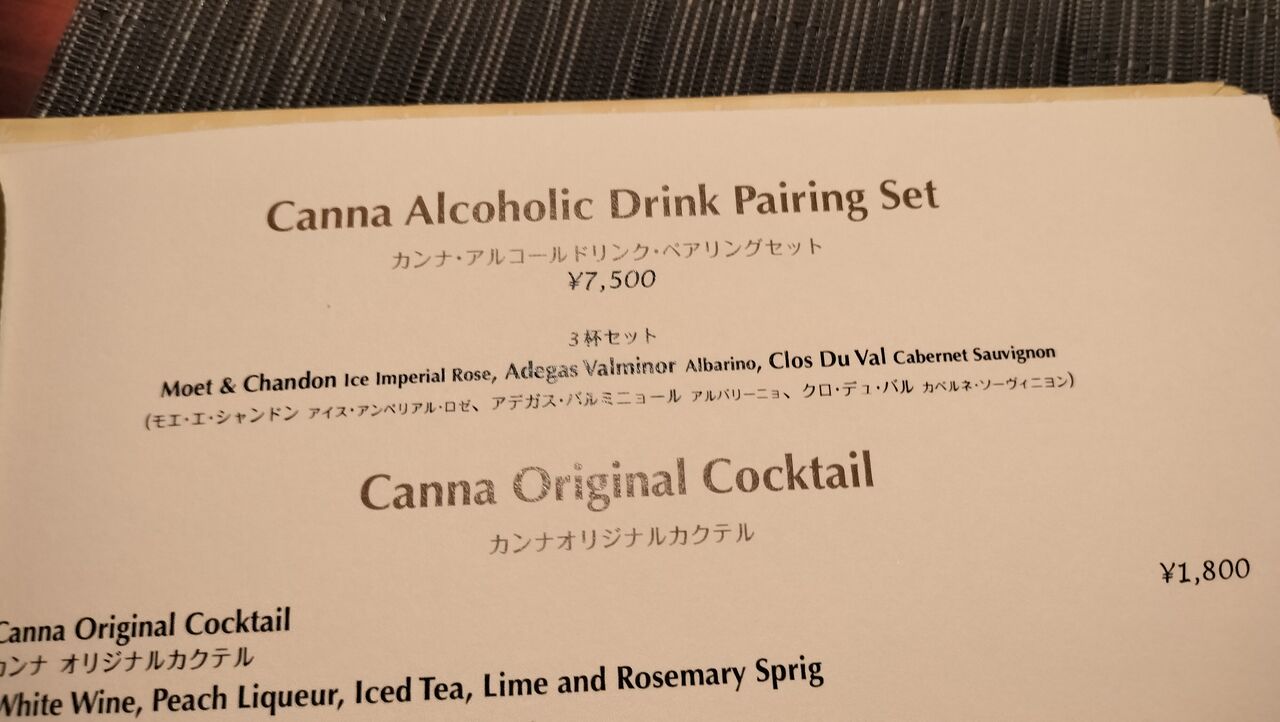 Canna Alcoholic Drink Pairing Set
カンナ・アルコールドリンク・ペアリングセット
¥7,500
3杯セット
Moet & Chandon Ice Imperial Rose, Adegas Valminor Albarino, Clos Du Val Cabernet Sauvignon
(モエ・エ・シャンドン アイス・アンペリアル・ロゼ、アデガス・バルミニョール アルバリーニョ、クロ・デュ・バル カベルネ・ソーヴィニヨン)
Canna Original Cocktail
カンナオリジナルカクテル
¥1,800
Canna Original Cocktail
カンナ オリジナルカクテル
White Wine, Peach Liqueur, Iced Tea, Lime and Rosemary Sprig